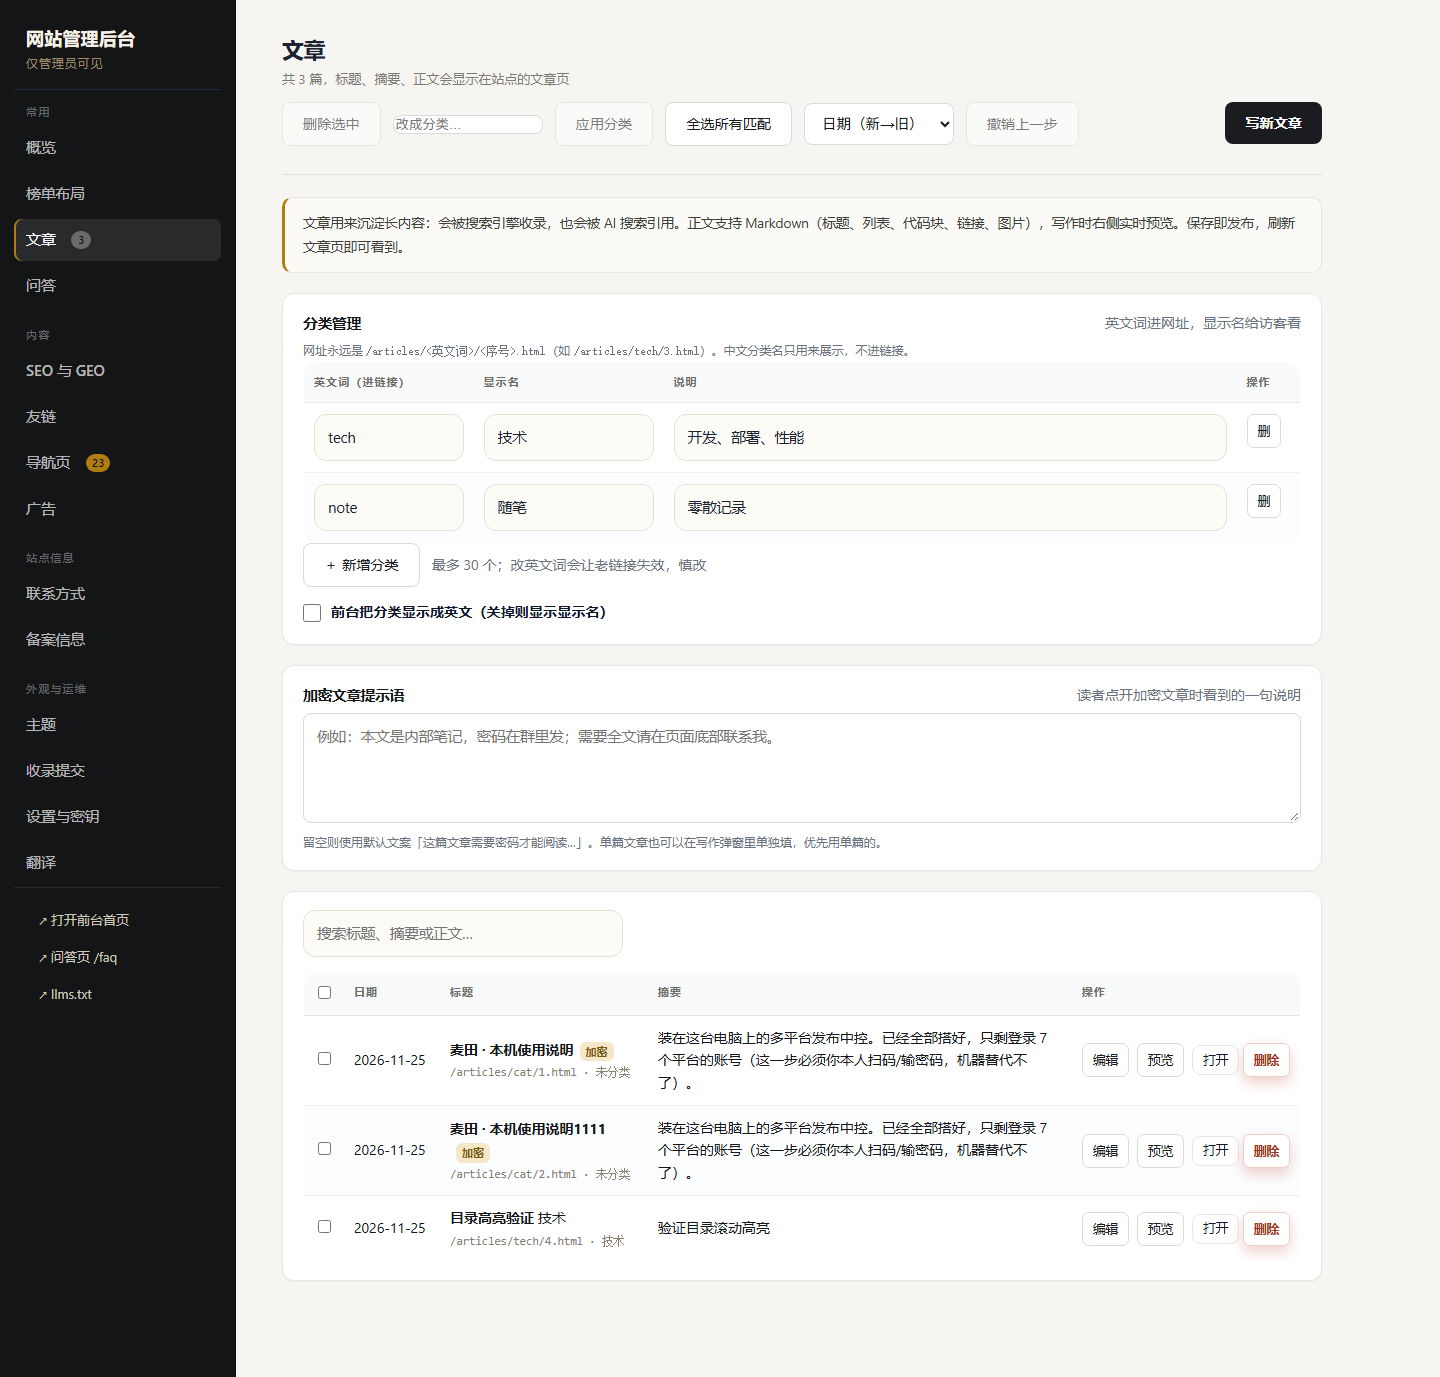 网站管理后台
仅管理员可见
常用
概览
榜单布局
文章 3
问答
内容
SEO 与 GEO
友链
导航页 23
广告
站点信息
联系方式
备案信息
外观与运维
主题
收录提交
设置与密钥
翻译
↗ 打开前台首页
↗ 问答页 /faq
↗ llms.txt
文章
共 3 篇，标题、摘要、正文会显示在站点的文章页
删除选中 改成分类... 应用分类 全选所有匹配 日期（新→旧） 撤销上一步 写新文章
文章用来沉淀长内容：会被搜索引擎收录，也会被 AI 搜索引用。正文支持 Markdown（标题、列表、代码块、链接、图片），写作时右侧实时预览。保存即发布，刷新
文章页即可看到。
分类管理 英文词进网址，显示名给访客看
网址永远是 /articles/<英文词>/<序号>.html（如 /articles/tech/3.html）。中文分类名只用来展示，不进链接。
英文词（进链接） 显示名 说明 操作
tech 技术 开发、部署、性能 删
note 随笔 零散记录 删
+ 新增分类 最多 30 个；改英文词会让老链接失效，慎改
前台把分类显示成英文（关掉则显示显示名）
加密文章提示语 读者点开加密文章时看到的一句说明
例如：本文是内部笔记，密码在群里发；需要全文请在页面底部联系我。
留空则使用默认文案「这篇文章需要密码才能阅读...」。单篇文章也可以在写作弹窗里单独填，优先用单篇的。
搜索标题、摘要或正文...
日期 标题 摘要 操作
2026-11-25 麦田 · 本机使用说明 加密
/articles/cat/1.html · 未分类
装在这台电脑上的多平台发布中控。已经全部搭好，只剩登录 7
个平台的账号（这一步必须你本人扫码/输密码，机器替代不
了）。
编辑 预览 打开 删除
2026-11-25 麦田 · 本机使用说明1111
加密
/articles/cat/2.html · 未分类
装在这台电脑上的多平台发布中控。已经全部搭好，只剩登录 7
个平台的账号（这一步必须你本人扫码/输密码，机器替代不
了）。
编辑 预览 打开 删除
2026-11-25 目录高亮验证 技术
/articles/tech/4.html · 技术
验证目录滚动高亮
编辑 预览 打开 删除